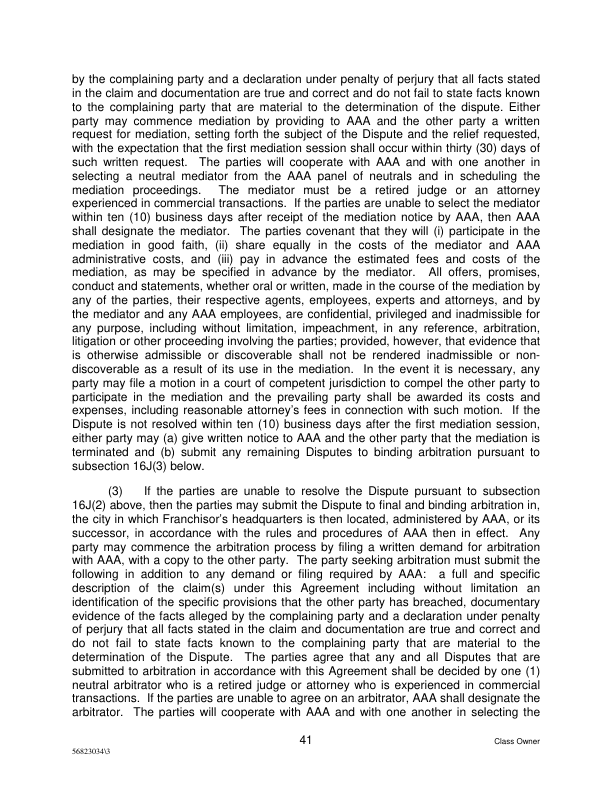 by the complaining party and a declaration under penalty of perjury that all facts stated
in the claim and documentation are true and correct and do not fail to state facts known
to the complaining party that are material to the determination of the dispute. Either
party may commence mediation by providing to AAA and the other party a written
request for mediation, setting forth the subject of the Dispute and the relief requested,
with the expectation that the first mediation session shall occur within thirty (30) days of
such written request. The parties will cooperate with AAA and with one another in
selecting a neutral mediator from the AAA panel of neutrals and in scheduling the
mediation proceedings. The mediator must be a retired judge or an attorney
experienced in commercial transactions. If the parties are unable to select the mediator
within ten (10) business days after receipt of the mediation notice by AAA, then AAA
shall designate the mediator. The parties covenant that they will (i) participate in the
mediation in good faith, (ii) share equally in the costs of the mediator and AAA
administrative costs, and (iii) pay in advance the estimated fees and costs of the
mediation, as may be specified in advance by the mediator. All offers, promises,
conduct and statements, whether oral or written, made in the course of the mediation by
any of the parties, their respective agents, employees, experts and attorneys, and by
the mediator and any AAA employees, are confidential, privileged and inadmissible for
any purpose, including without limitation, impeachment, in any reference, arbitration,
litigation or other proceeding involving the parties; provided, however, that evidence that
is otherwise admissible or discoverable shall not be rendered inadmissible or non-
discoverable as a result of its use in the mediation. In the event it is necessary, any
party may file a motion in a court of competent jurisdiction to compel the other party to
participate in the mediation and the prevailing party shall be awarded its costs and
expenses, including reasonable attorney's fees in connection with such motion. If the
Dispute is not resolved within ten (10) business days after the first mediation session,
either party may (a) give written notice to AAA and the other party that the mediation is
terminated and (b) submit any remaining Disputes to binding arbitration pursuant to
subsection 16J(3) below.
(3) If the parties are unable to resolve the Dispute pursuant to subsection
16J(2) above, then the parties may submit the Dispute to final and binding arbitration in,
the city in which Franchisor's headquarters is then located, administered by AAA, or its
successor, in accordance with the rules and procedures of AAA then in effect. Any
party may commence the arbitration process by filing a written demand for arbitration
with AAA, with a copy to the other party. The party seeking arbitration must submit the
following in addition to any demand or filing required by AAA: a full and specific
description of the claim(s) under this Agreement including without limitation an
identification of the specific provisions that the other party has breached, documentary
evidence of the facts alleged by the complaining party and a declaration under penalty
of perjury that all facts stated in the claim and documentation are true and correct and
do not fail to state facts known to the complaining party that are material to the
determination of the Dispute. The parties agree that any and all Disputes that are
submitted to arbitration in accordance with this Agreement shall be decided by one (1)
neutral arbitrator who is a retired judge or attorney who is experienced in commercial
transactions. If the parties are unable to agree on an arbitrator, AAA shall designate the
arbitrator. The parties will cooperate with AAA and with one another in selecting the
41
Class Owner
56823034\3